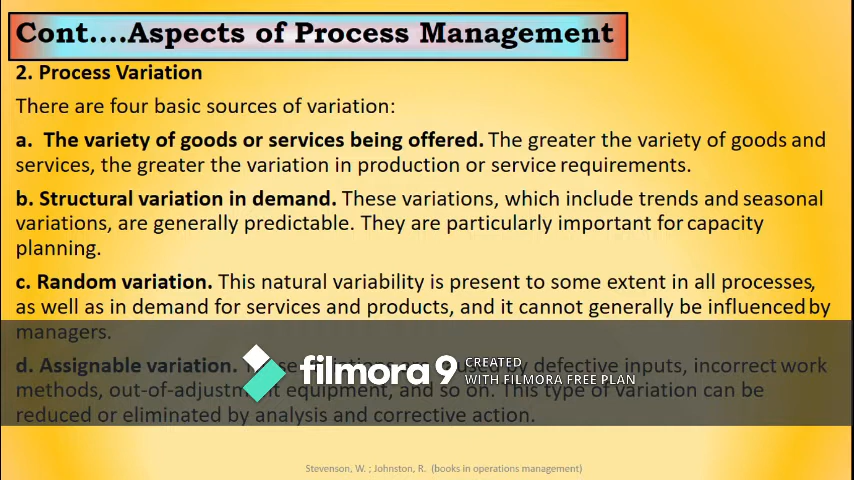 Cont....Aspects of Process Management
2. Process Variation
There are four basic sources of variation:
a. The variety of goods or services being offered. The greater the variety of goods and
services, the greater the variation in production or service requirements.
b. Structural variation in demand. These variations, which include trends and seasonal
variations, are generally predictable. They are particularly important for capacity
planning.
c. Random variation. This natural variability is present to some extent in all processes,
as well as in demand for services and products, and it cannot generally be influenced by
managers.
d. Assignable variation. by defective inputs, incorrect work
methods, out-of-adjustment equipment, and so on. This type of variation can be
reduced or eliminated by analysis and corrective action.
filmora 9 CREATED
WITH FILMORA FREE PLAN
Stevenson, W. ; Johnston, R. (books in operations management)